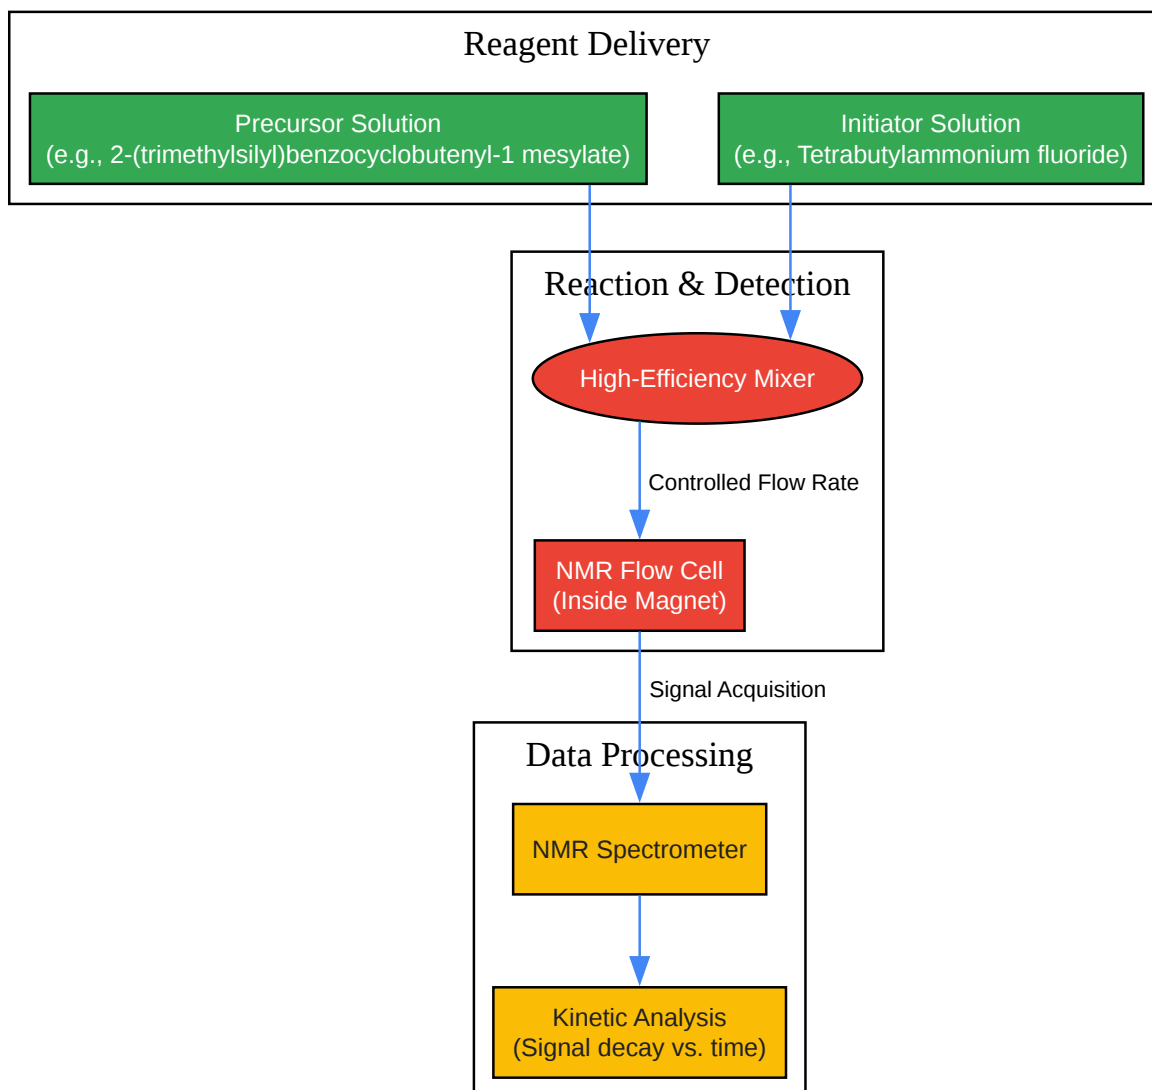 Reagent Delivery
Precursor Solution
(e.g., 2-(trimethylsilyl)benzocyclobutenyl-1 mesylate)
Initiator Solution
(e.g., Tetrabutylammonium fluoride)
Reaction & Detection
High-Efficiency Mixer
Controlled Flow Rate
NMR Flow Cell
(Inside Magnet)
Signal Acquisition
Data Processing
NMR Spectrometer
Kinetic Analysis
(Signal decay vs. time)